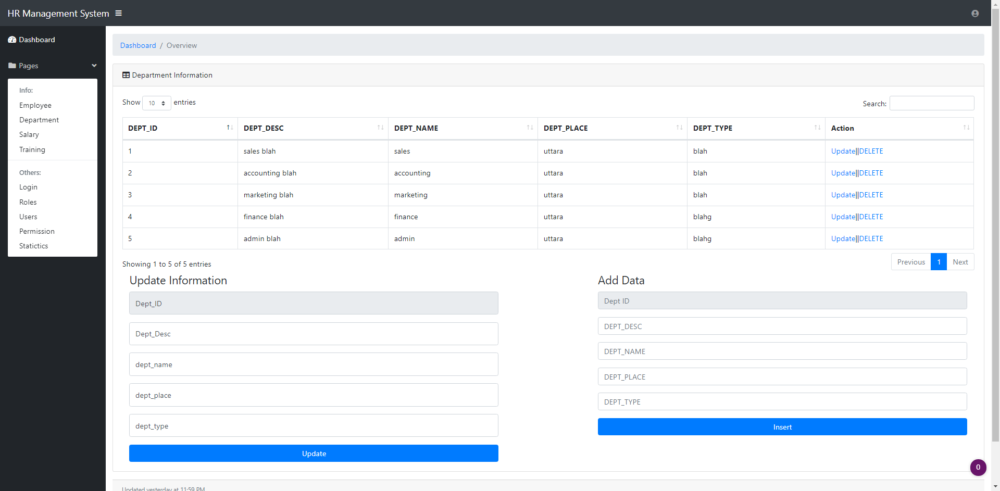 HR Management System
Dashboard
Pages
Info:
Employee
Department
Salary
Training
Others:
Login
Roles
Users
Permission
Statictics
Dashboard / Overview
Department Information
Show 10 entries
Search:
DEPT_ID DEPT_DESC DEPT_NAME DEPT_PLACE DEPT_TYPE Action
1 sales blah sales uttara blah Update||DELETE
2 accounting blah accounting uttara blah Update||DELETE
3 marketing blah marketing uttara blah Update||DELETE
4 finance blah finance uttara blahg Update||DELETE
5 admin blah admin uttara blahg Update||DELETE
Showing 1 to 5 of 5 entries
Previous 1 Next
Update Information
Dept_ID
Dept_Desc
dept_name
dept_place
dept_type
Update
Add Data
Dept ID
DEPT_DESC
DEPT_NAME
DEPT_PLACE
DEPT_TYPE
Insert
0
Updated yesterday at 11:59 PM